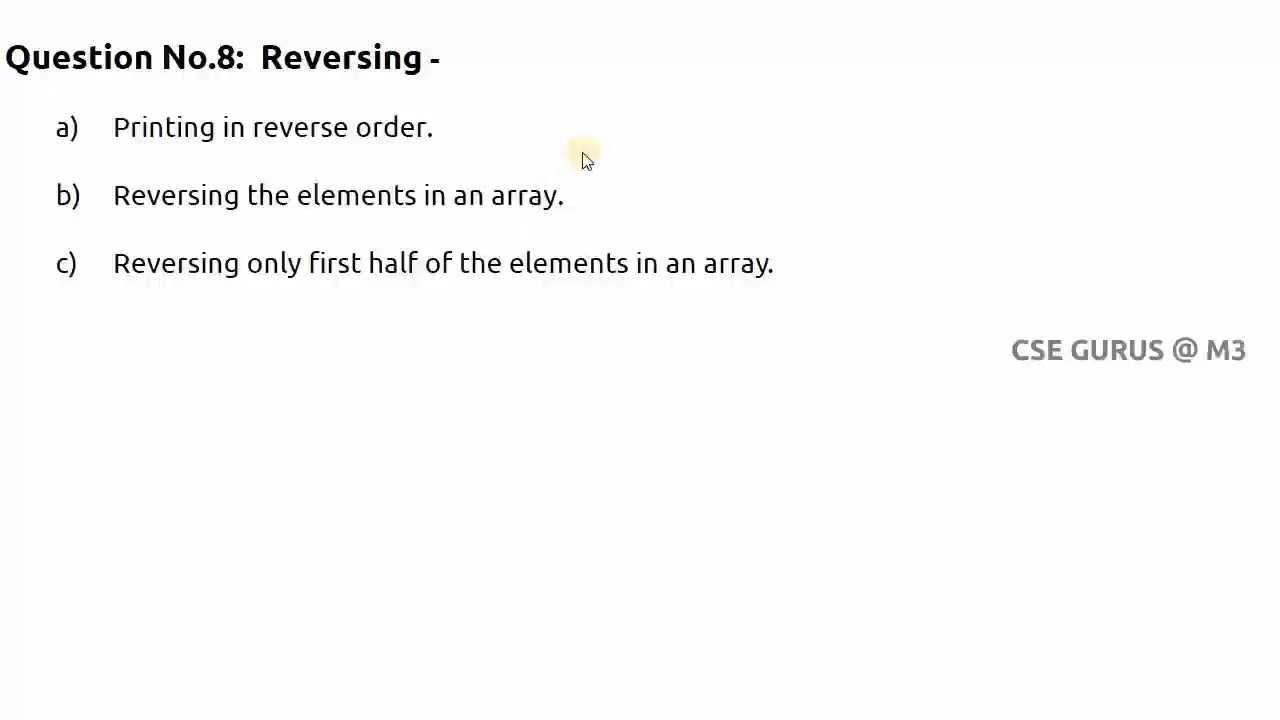 Question No.8: Reversing -
a) Printing in reverse order.
b) Reversing the elements in an array.
c) Reversing only first half of the elements in an array.
CSE GURUS @ M3